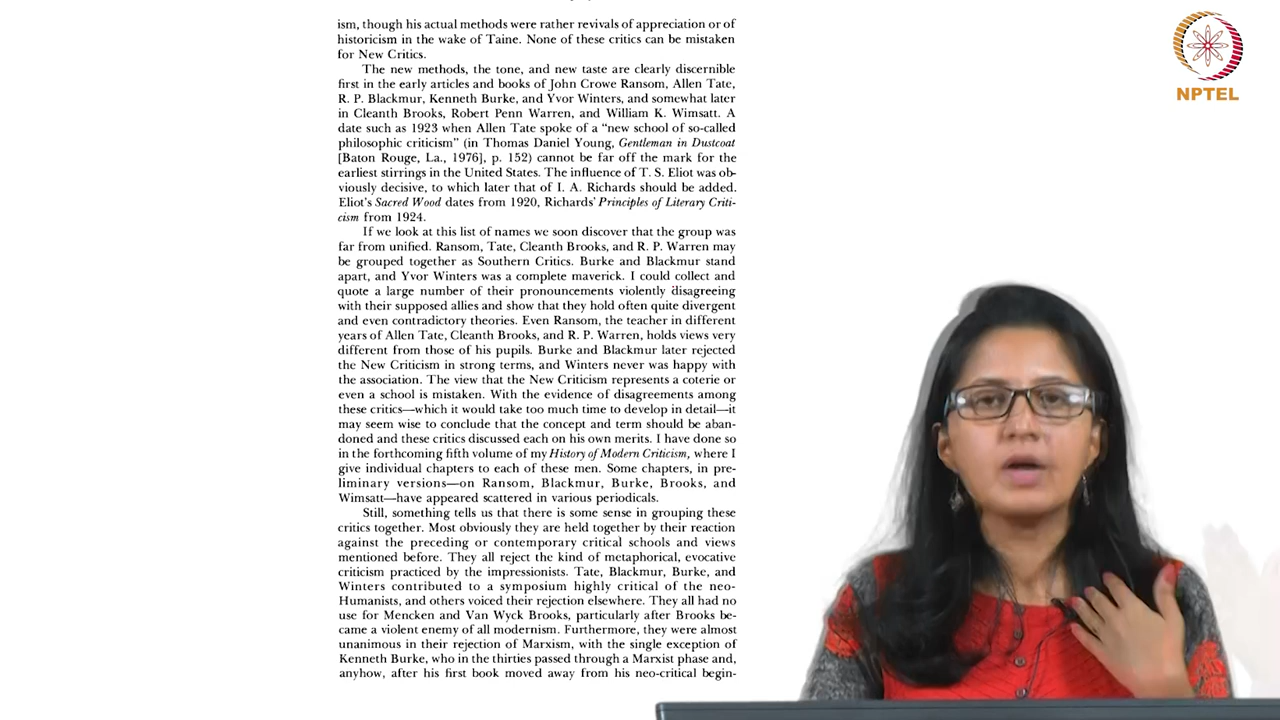 ism, though his actual methods were rather revivals of appreciation or of
historicism in the wake of Taine. None of these critics can be mistaken
for New Critics.
The new methods, the tone, and new taste are clearly discernible
first in the early articles and books of John Crowe Ransom, Allen Tate,
R. P. Blackmur, Kenneth Burke, and Yvor Winters, and somewhat later
in Cleanth Brooks, Robert Penn Warren, and William K. Wimsatt. A
date such as 1923 when Allen Tate spoke of a “new school of so-called
philosophic criticism” (in Thomas Daniel Young, Gentleman in Dustcoat
[Baton Rouge, La., 1976], p. 152) cannot be far off the mark for the
earliest stirrings in the United States. The influence of T. S. Eliot was ob-
viously decisive, to which later that of I. A. Richards should be added.
Eliot's Sacred Wood dates from 1920, Richards' Principles of Literary Criti-
cism from 1924.
If we look at this list of names we soon discover that the group was
far from unified. Ransom, Tate, Cleanth Brooks, and R. P. Warren may
be grouped together as Southern Critics. Burke and Blackmur stand
apart, and Yvor Winters was a complete maverick. I could collect and
quote a large number of their pronouncements violently disagreeing
with their supposed allies and show that they hold often quite divergent
and even contradictory theories. Even Ransom, the teacher in different
years of Allen Tate, Cleanth Brooks, and R. P. Warren, holds views very
different from those of his pupils. Burke and Blackmur later rejected
the New Criticism in strong terms, and Winters never was happy with
the association. The view that the New Criticism represents a coterie or
even a school is mistaken. With the evidence of disagreements among
these critics—which it would take too much time to develop in detail—it
may seem wise to conclude that the concept and term should be aban-
doned and these critics discussed each on his own merits. I have done so
in the forthcoming fifth volume of my History of Modern Criticism, where I
give individual chapters to each of these men. Some chapters, in pre-
liminary versions—on Ransom, Blackmur, Burke, Brooks, and
Wimsatt—have appeared scattered in various periodicals.
Still, something tells us that there is some sense in grouping these
critics together. Most obviously they are held together by their reaction
against the preceding or contemporary critical schools and views
mentioned before. They all reject the kind of metaphorical, evocative
criticism practiced by the impressionists. Tate, Blackmur, Burke, and
Winters contributed to a symposium highly critical of the neo-
Humanists, and others voiced their rejection elsewhere. They all had no
use for Mencken and Van Wyck Brooks, particularly after Brooks be-
came a violent enemy of all modernism. Furthermore, they were almost
unanimous in their rejection of Marxism, with the single exception of
Kenneth Burke, who in the thirties passed through a Marxist phase and,
anyhow, after his first book moved away from his neo-critical begin-
NPTEL